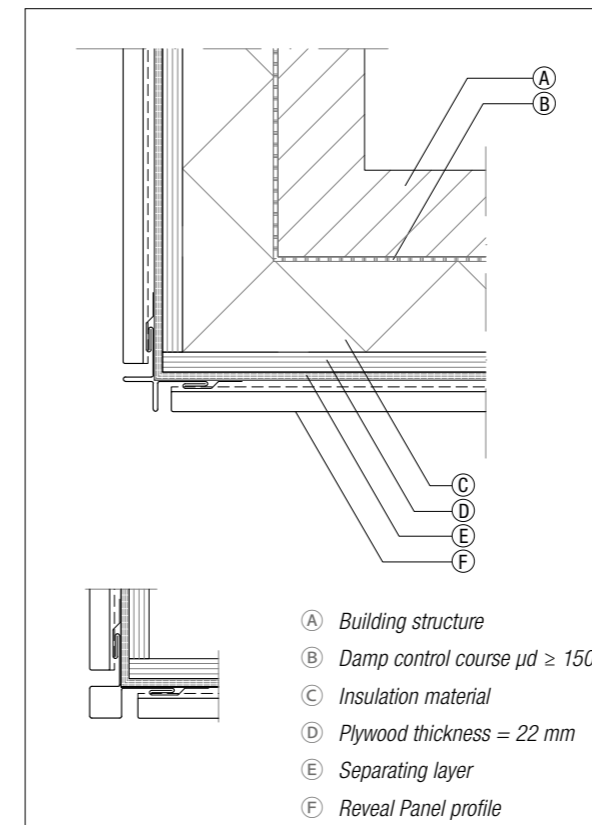 Ⓐ
Ⓑ
Ⓒ
Ⓓ
Ⓔ
Ⓕ
Ⓐ Building structure
Ⓑ Damp control course µd ≥ 150
Ⓒ Insulation material
Ⓓ Plywood thickness = 22 mm
Ⓔ Separating layer
Ⓕ Reveal Panel profile